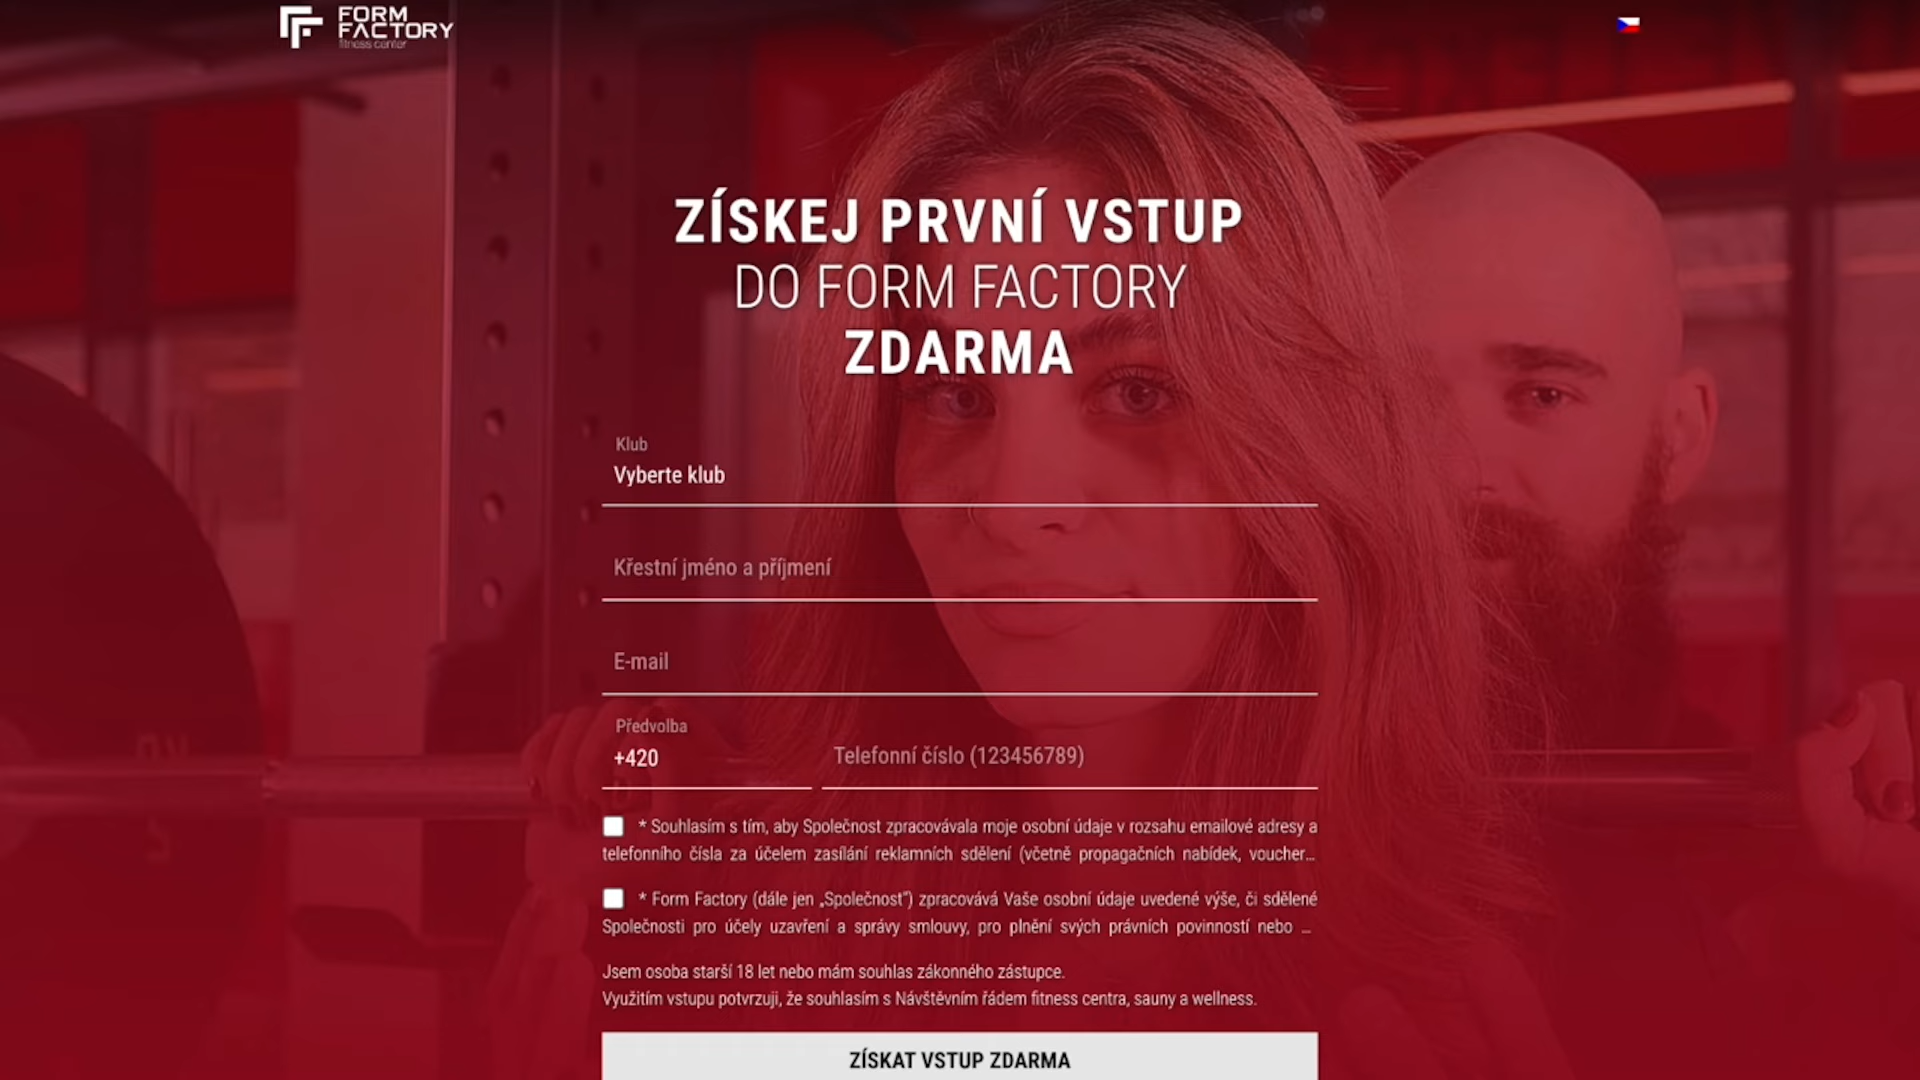 FORM
FACTORY
fitness center
ZÍSKEJ PRVNÍ VSTUP
DO FORM FACTORY
ZDARMA
Klub
Vyberte klub
Křestní jméno a příjmení
E-mail
Předvolba
+420
Telefonní číslo (123456789)
* Souhlasím s tím, aby Společnost zpracovávala moje osobní údaje v rozsahu emailové adresy a
telefonního čísla za účelem zasílání reklamních sdělení (včetně propagačních nabídek, voucher...
* Form Factory (dále jen „Společnost") zpracovává Vaše osobní údaje uvedené výše, či sdělené
Společnosti pro účely uzavření a správy smlouvy, pro plnění svých právních povinností nebo ...
Jsem osoba starší 18 let nebo mám souhlas zákonného zástupce.
Využitím vstupu potvrzuji, že souhlasím s Návštěvním řádem fitness centra, sauny a wellness.
ZÍSKAT VSTUP ZDARMA